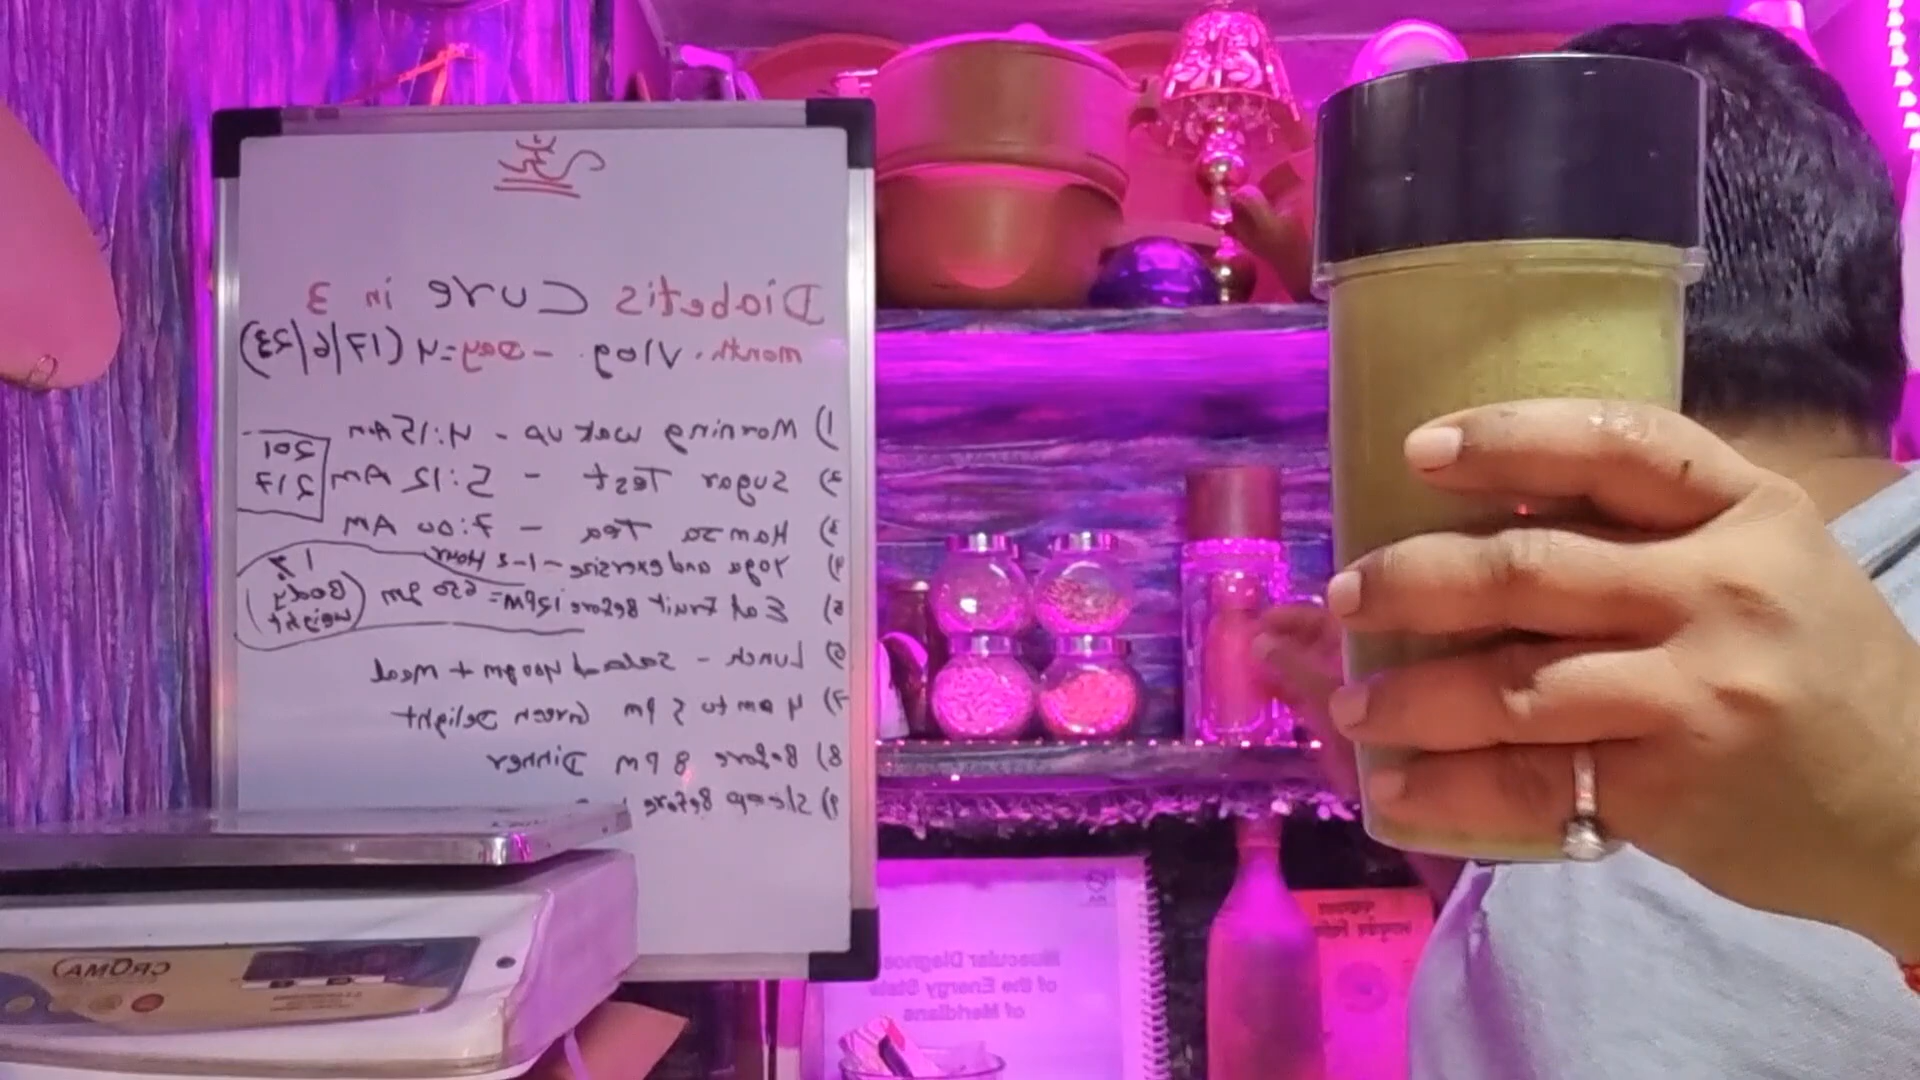 श्री
Diabetis Cure in 3
month. Vlog. - Day=4 (17/6/23)
1) Morning wak up - 4:15 Am
201
2) Sugar Test - 5:12 Am
217
3) Hamso Tea - 7:00 AM
4) Yoga and exersize - 1-2 Hour
5) Eat Fruit Before 12PM = 650 gm
1%
Body
weight
6) Lunch - Salad 400gm + Meal
7) 4 pm to 5 pm Green Delight
8) Before 8 PM Dinner
9) Sleep Before
CROMA
Muscular Diagnos
of the Energy State
of Meridians